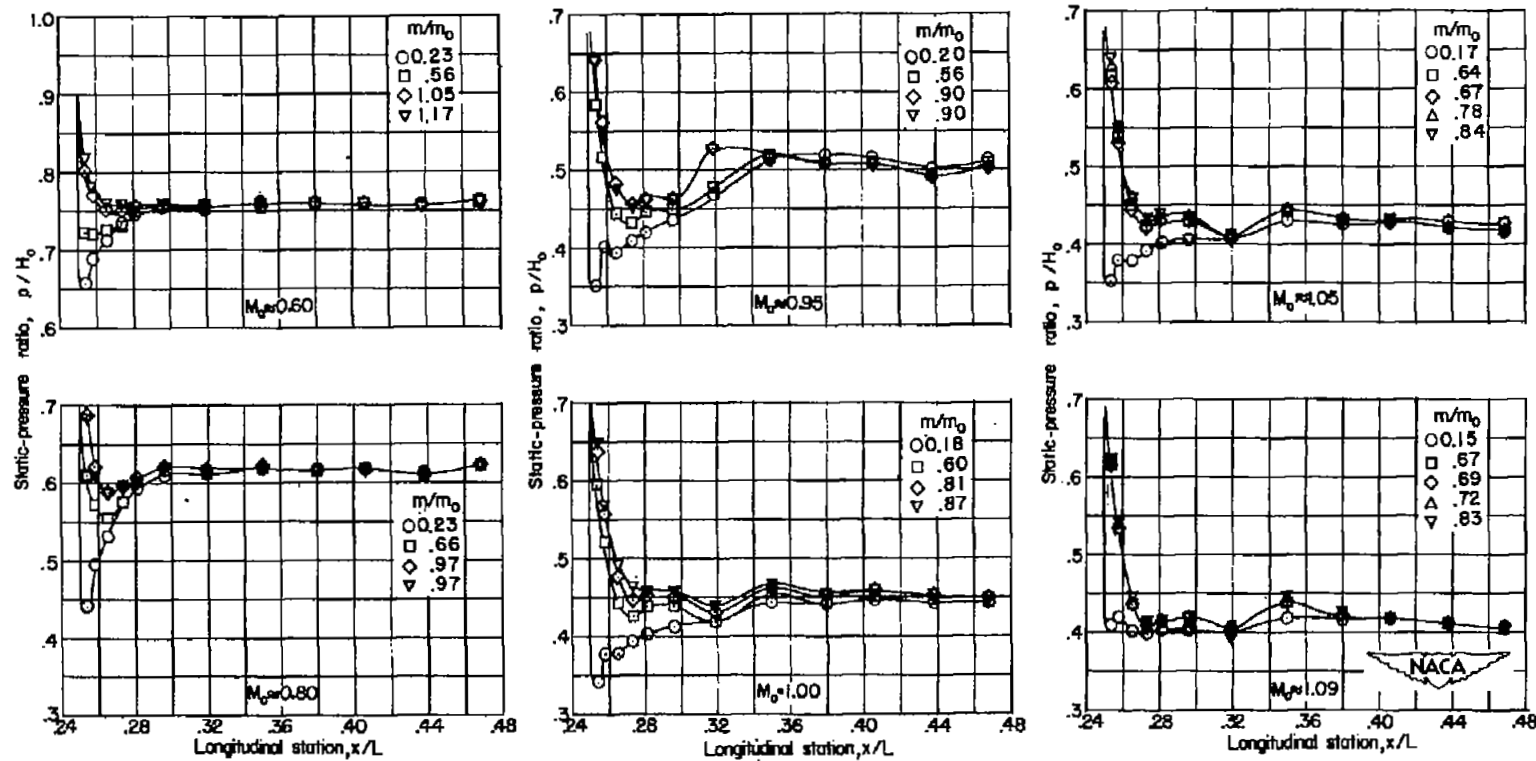 1.0
.9
.8
.7
.6
m/m₀
○ 0.23
□ .56
◇ 1.05
▽ 1.17
M₀≈0.60
Static-pressure ratio, p/H₀
.7
.6
.5
.4
.3
m/m₀
○ 0.20
□ .56
◇ .90
▽ .90
M₀≈0.95
Static-pressure ratio, p/H₀
.7
.6
.5
.4
.3
m/m₀
○ 0.17
□ .64
◇ .67
△ .78
▽ .84
M₀≈1.05
Static-pressure ratio, p/H₀
.7
.6
.5
.4
.3
m/m₀
○ 0.23
□ .66
◇ .97
▽ .97
M₀≈0.80
.24 .28 .32 .36 .40 .44 .48
Longitudinal station, x/L
.7
.6
.5
.4
.3
m/m₀
○ 0.18
□ .60
◇ .81
▽ .87
M₀≈1.00
.24 .28 .32 .36 .40 .44 .48
Longitudinal station, x/L
.7
.6
.5
.4
.3
m/m₀
○ 0.15
□ .67
◇ .69
△ .72
▽ .83
NACA
M₀≈1.09
.24 .28 .32 .36 .40 .44 .48
Longitudinal station, x/L